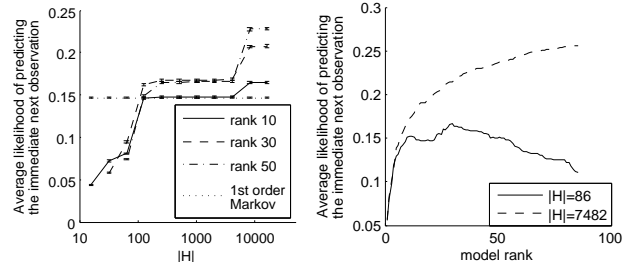 Average likelihood of predicting
the immediate next observation
0.25
0.2
0.15
0.1
0.05
0
10
100
1000
10000
|H|
rank 10
rank 30
rank 50
1st order
Markov
Average likelihood of predicting
the immediate next observation
0.3
0.25
0.2
0.15
0.1
0.05
0
50
100
model rank
|H|=86
|H|=7482